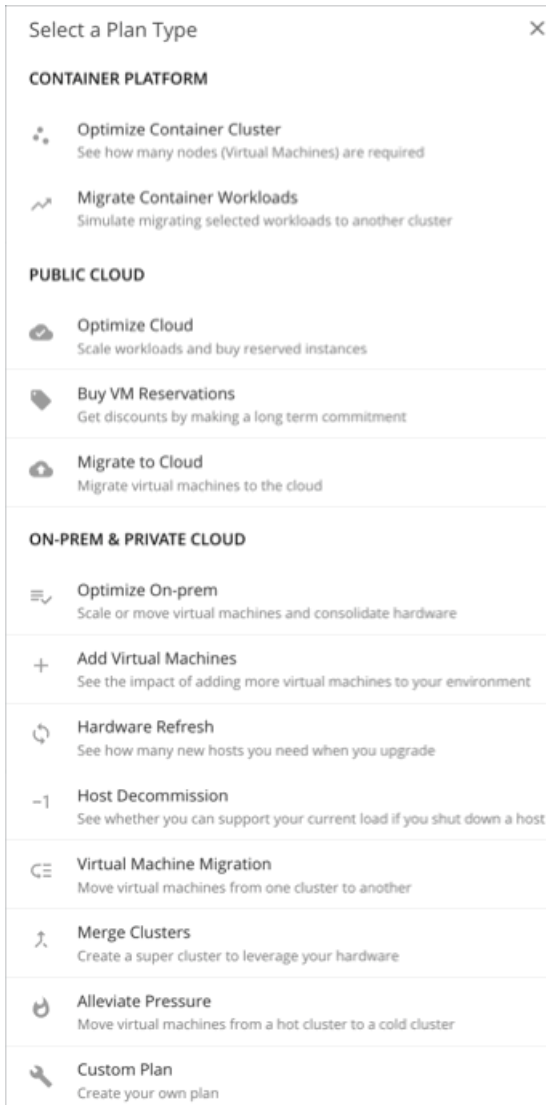 Select a Plan Type
CONTAINER PLATFORM
Optimize Container Cluster
See how many nodes (Virtual Machines) are required
Migrate Container Workloads
Simulate migrating selected workloads to another cluster
PUBLIC CLOUD
Optimize Cloud
Scale workloads and buy reserved instances
Buy VM Reservations
Get discounts by making a long term commitment
Migrate to Cloud
Migrate virtual machines to the cloud
ON-PREM & PRIVATE CLOUD
Optimize On-prem
Scale or move virtual machines and consolidate hardware
Add Virtual Machines
See the impact of adding more virtual machines to your environment
Hardware Refresh
See how many new hosts you need when you upgrade
−1 Host Decommission
See whether you can support your current load if you shut down a host
Virtual Machine Migration
Move virtual machines from one cluster to another
Merge Clusters
Create a super cluster to leverage your hardware
Alleviate Pressure
Move virtual machines from a hot cluster to a cold cluster
Custom Plan
Create your own plan